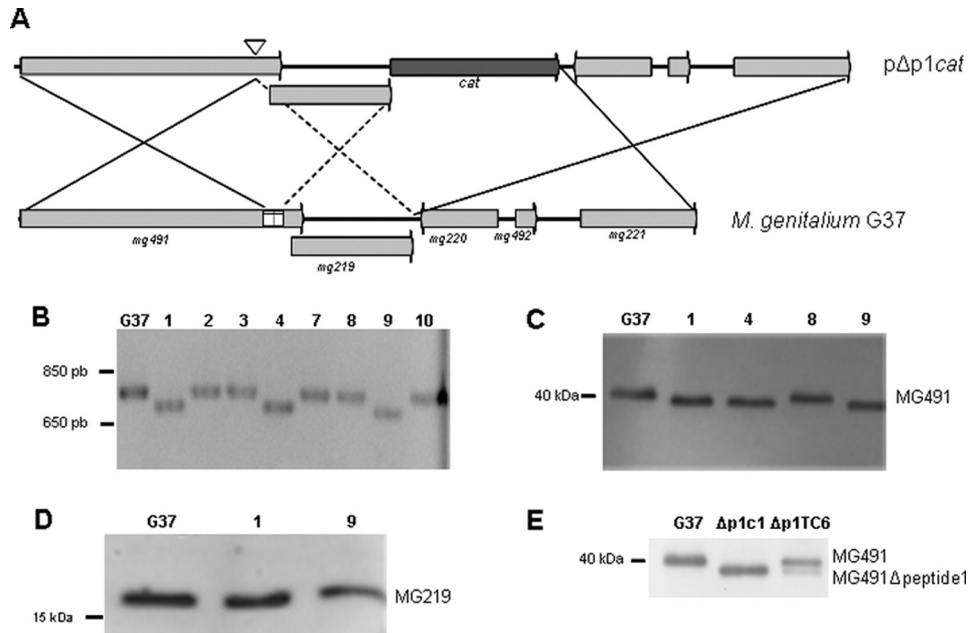 A
pΔp1cat
cat
M. genitalium G37
mg491
mg219
mg220
mg492
mg221
B
G37 1 2 3 4 7 8 9 10
850 pb
650 pb
C
G37 1 4 8 9
40 kDa
MG491
D
G37 1 9
MG219
15 kDa
E
G37 Δp1c1 Δp1TC6
40 kDa
MG491
MG491Δpeptide1